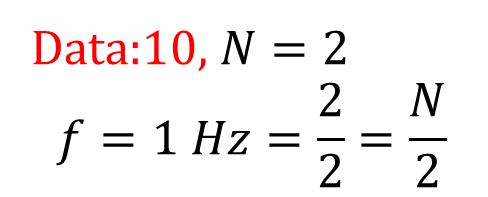 Data:10, N = 2
f = 1 Hz = 2/2 = N/2